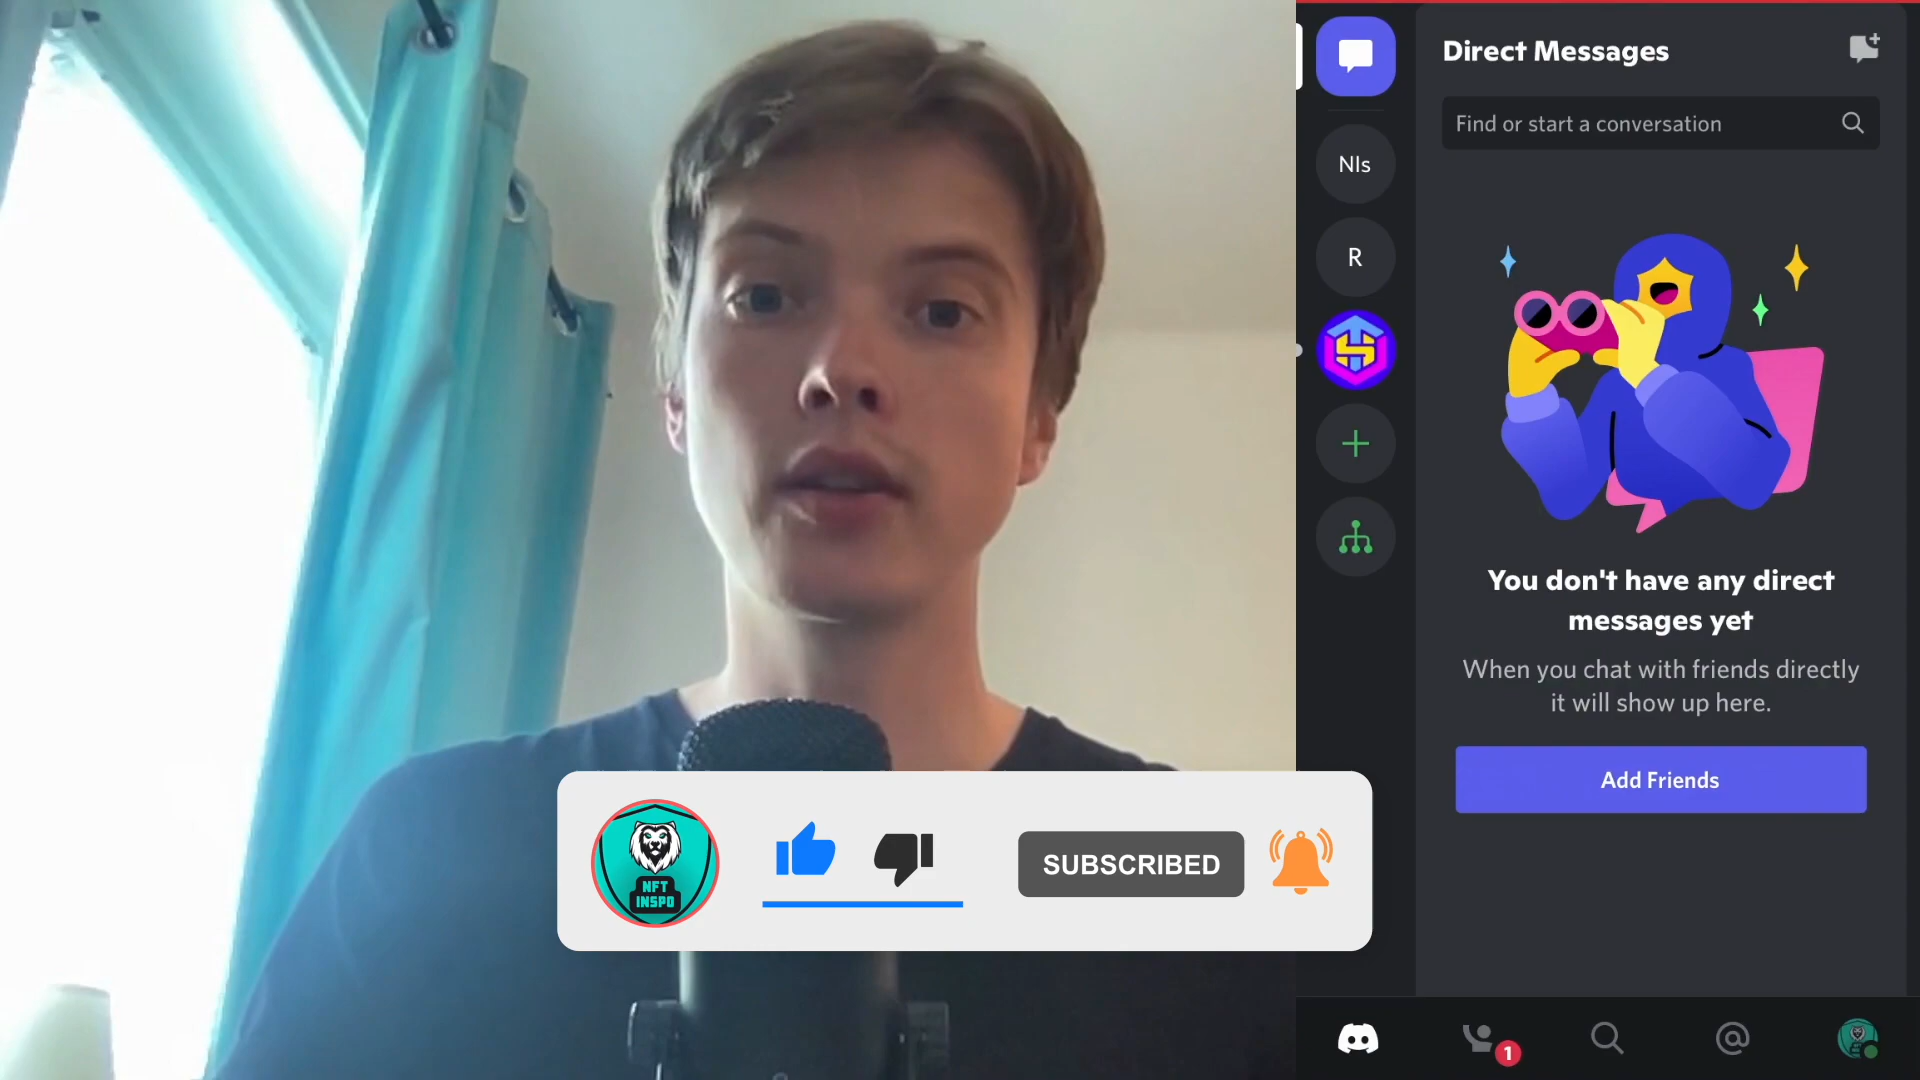 Direct Messages
Find or start a conversation
NIs
R
You don't have any direct
messages yet
When you chat with friends directly
it will show up here.
Add Friends
NFT
INSPO
SUBSCRIBED
1